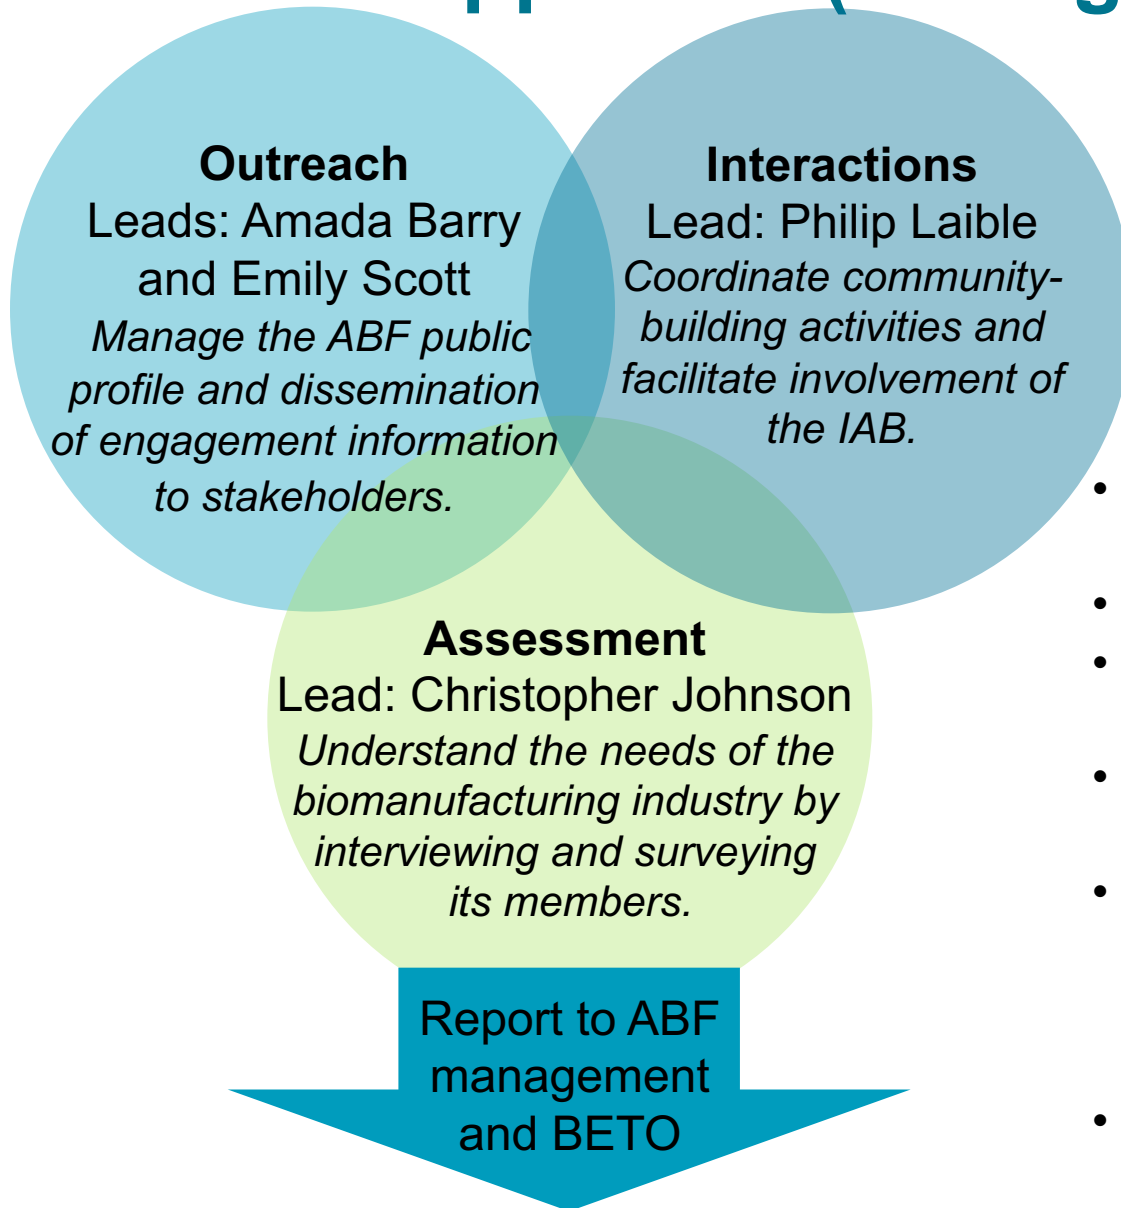 Outreach
Leads: Amada Barry
and Emily Scott
Manage the ABF public
profile and dissemination
of engagement information
to stakeholders.
Interactions
Lead: Philip Laible
Coordinate community-
building activities and
facilitate involvement of
the IAB.
Assessment
Lead: Christopher Johnson
Understand the needs of the
biomanufacturing industry by
interviewing and surveying
its members.
Report to ABF
management
and BETO
•
•
•
•
•
•